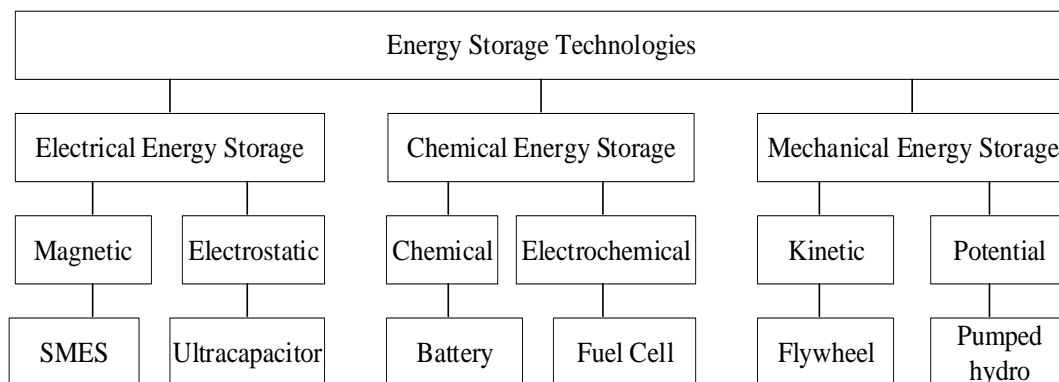 Energy Storage Technologies
Electrical Energy Storage
Chemical Energy Storage
Mechanical Energy Storage
Magnetic
Electrostatic
Chemical
Electrochemical
Kinetic
Potential
SMES
Ultracapacitor
Battery
Fuel Cell
Flywheel
Pumped
hydro